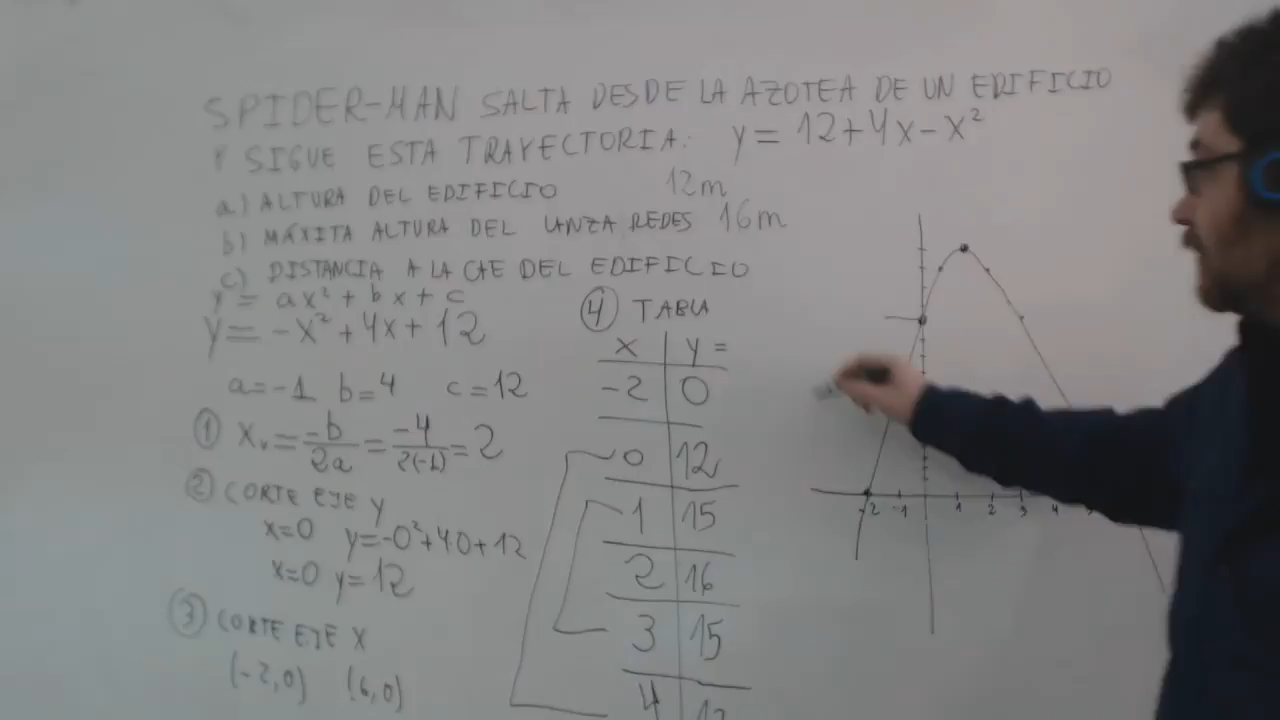 SPIDER-MAN SALTA DESDE LA AZOTEA DE UN EDIFICIO
Y SIGUE ESTA TRAYECTORIA: y = 12+4x-x²
a) ALTURA DEL EDIFICIO 12m
b) MÁXIMA ALTURA DEL LANZA REDES 16m
c) DISTANCIA A LA CAE DEL EDIFICIO
y = ax² + bx + c
y = -x² + 4x + 12
a=-1 b=4 c=12
① Xv = -b/2a = -4/2(-1) = 2
② CORTE EJE Y
x=0 y=-0²+4·0+12
x=0 y=12
③ CORTE EJE X
(-2,0) (6,0)
④ TABLA
x y=
-2 0
0 12
1 15
2 16
3 15
4 12
-2 -1 1 2 3 4